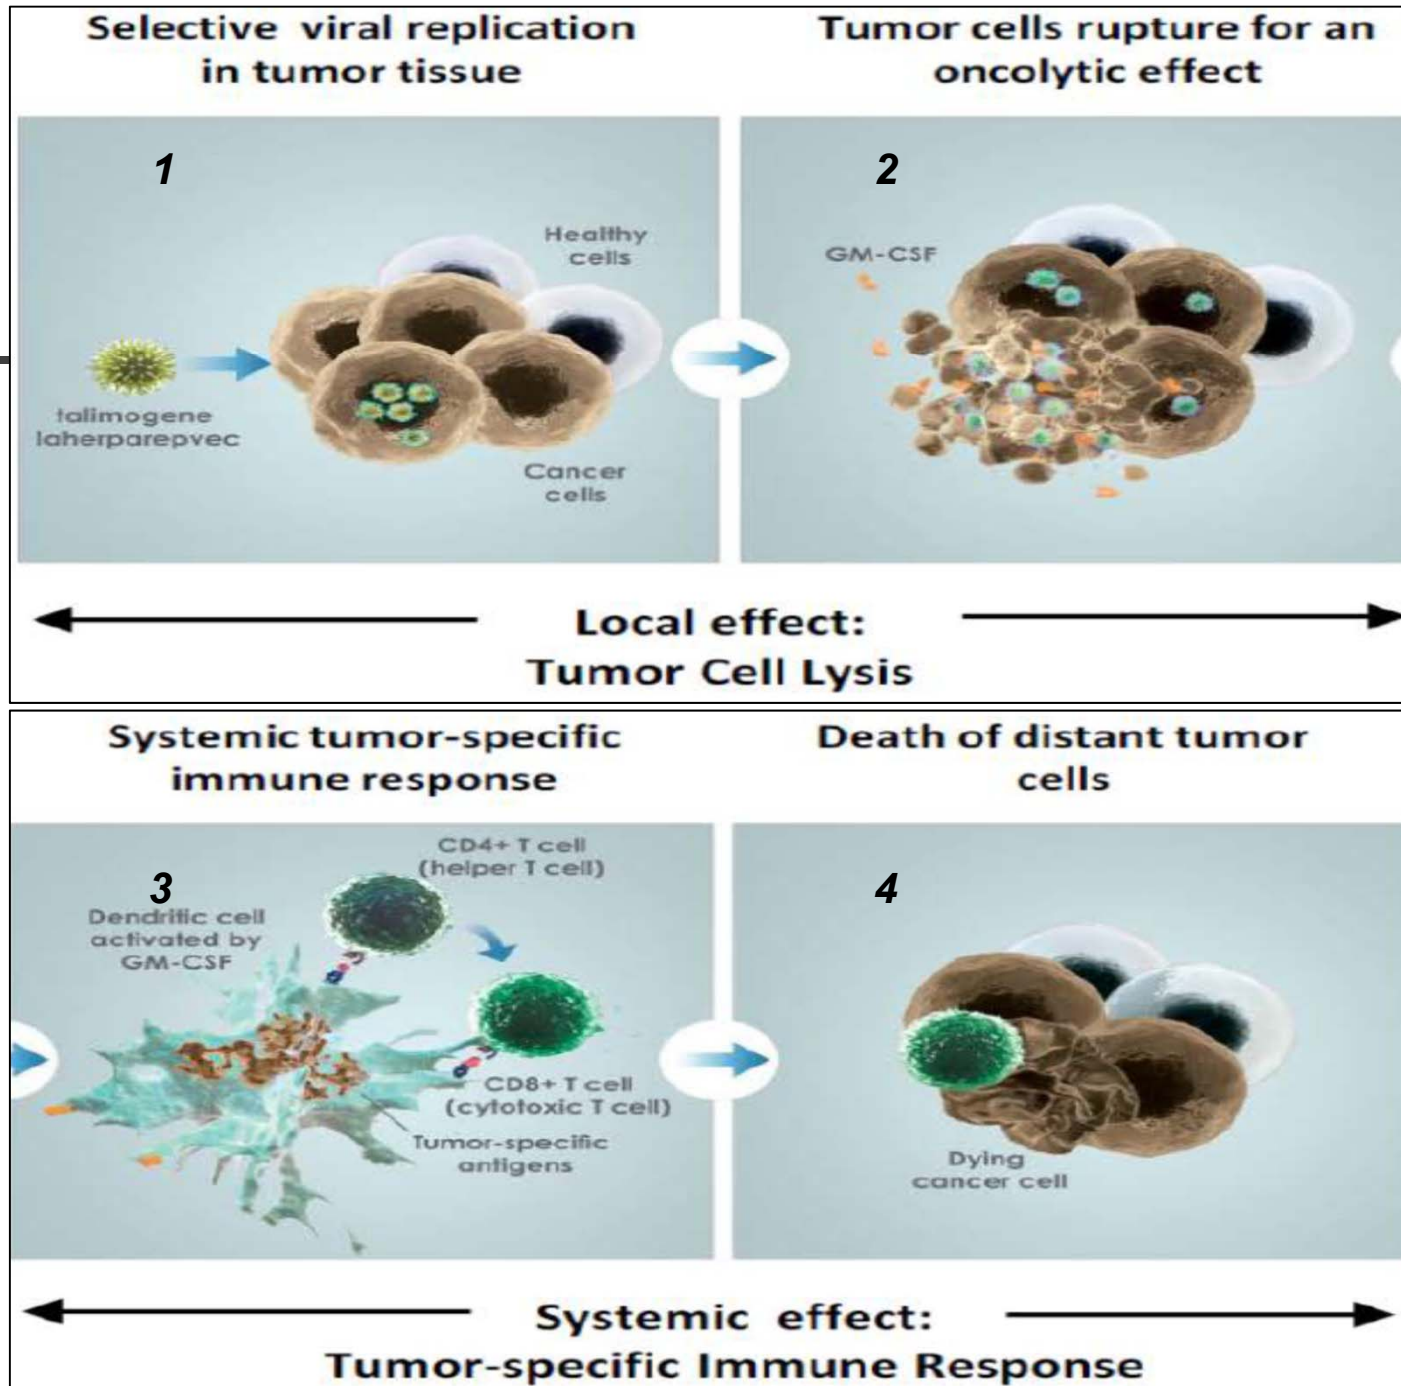 Selective viral replication
in tumor tissue
Tumor cells rupture for an
oncolytic effect
1
Healthy
cells
talimogene
laherparepvec
Cancer
cells
2
GM-CSF
Local effect:
Tumor Cell Lysis
Systemic tumor-specific
immune response
Death of distant tumor
cells
3
CD4+ T cell
(helper T cell)
Dendritic cell
activated by
GM-CSF
CD8+ T cell
(cytotoxic T cell)
Tumor-specific
antigens
4
Dying
cancer cell
Systemic effect:
Tumor-specific Immune Response